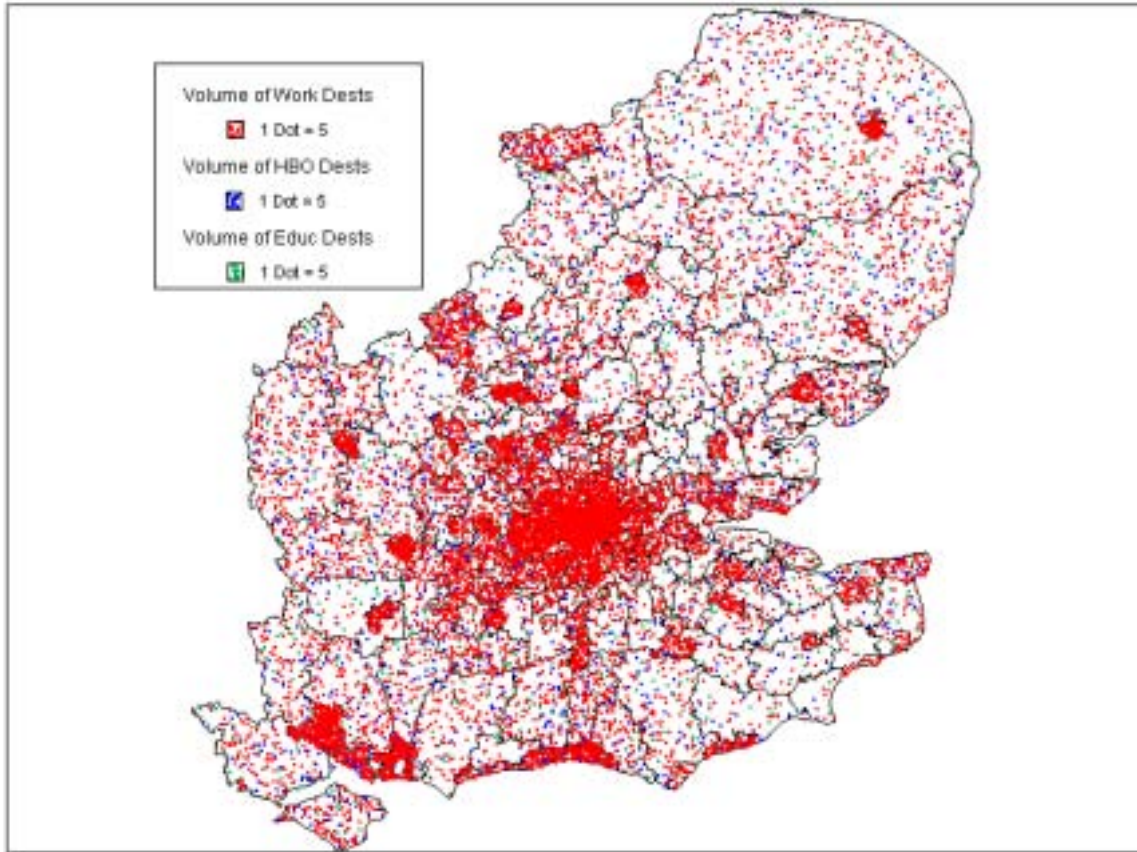 Volume of Work Dests
1 Dot = 5
Volume of HBO Dests
1 Dot = 5
Volume of Educ Dests
1 Dot = 5